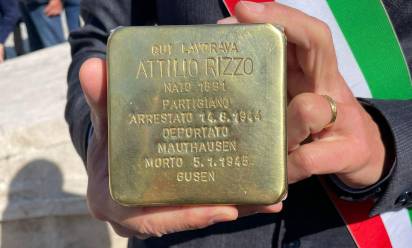 QUI LAVORAVA
ATTILIO RIZZO
NATO 1891
PARTIGIANO
ARRESTATO 14.6.1944
DEPORTATO
MAUTHAUSEN
MORTO 5.1.1945
GUSEN